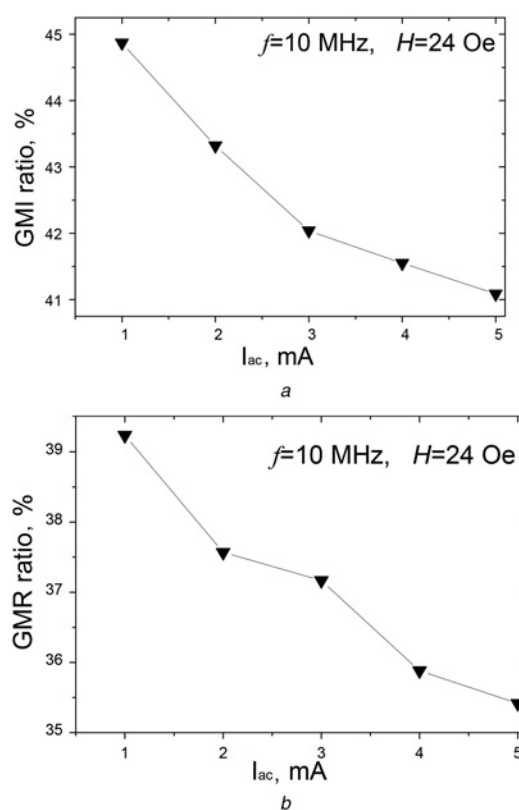 f=10 MHz, H=24 Oe
45
44
43
42
41
GMI ratio, %
1 2 3 4 5
Iac, mA
a
f=10 MHz, H=24 Oe
39
38
37
36
35
GMR ratio, %
1 2 3 4 5
Iac, mA
b